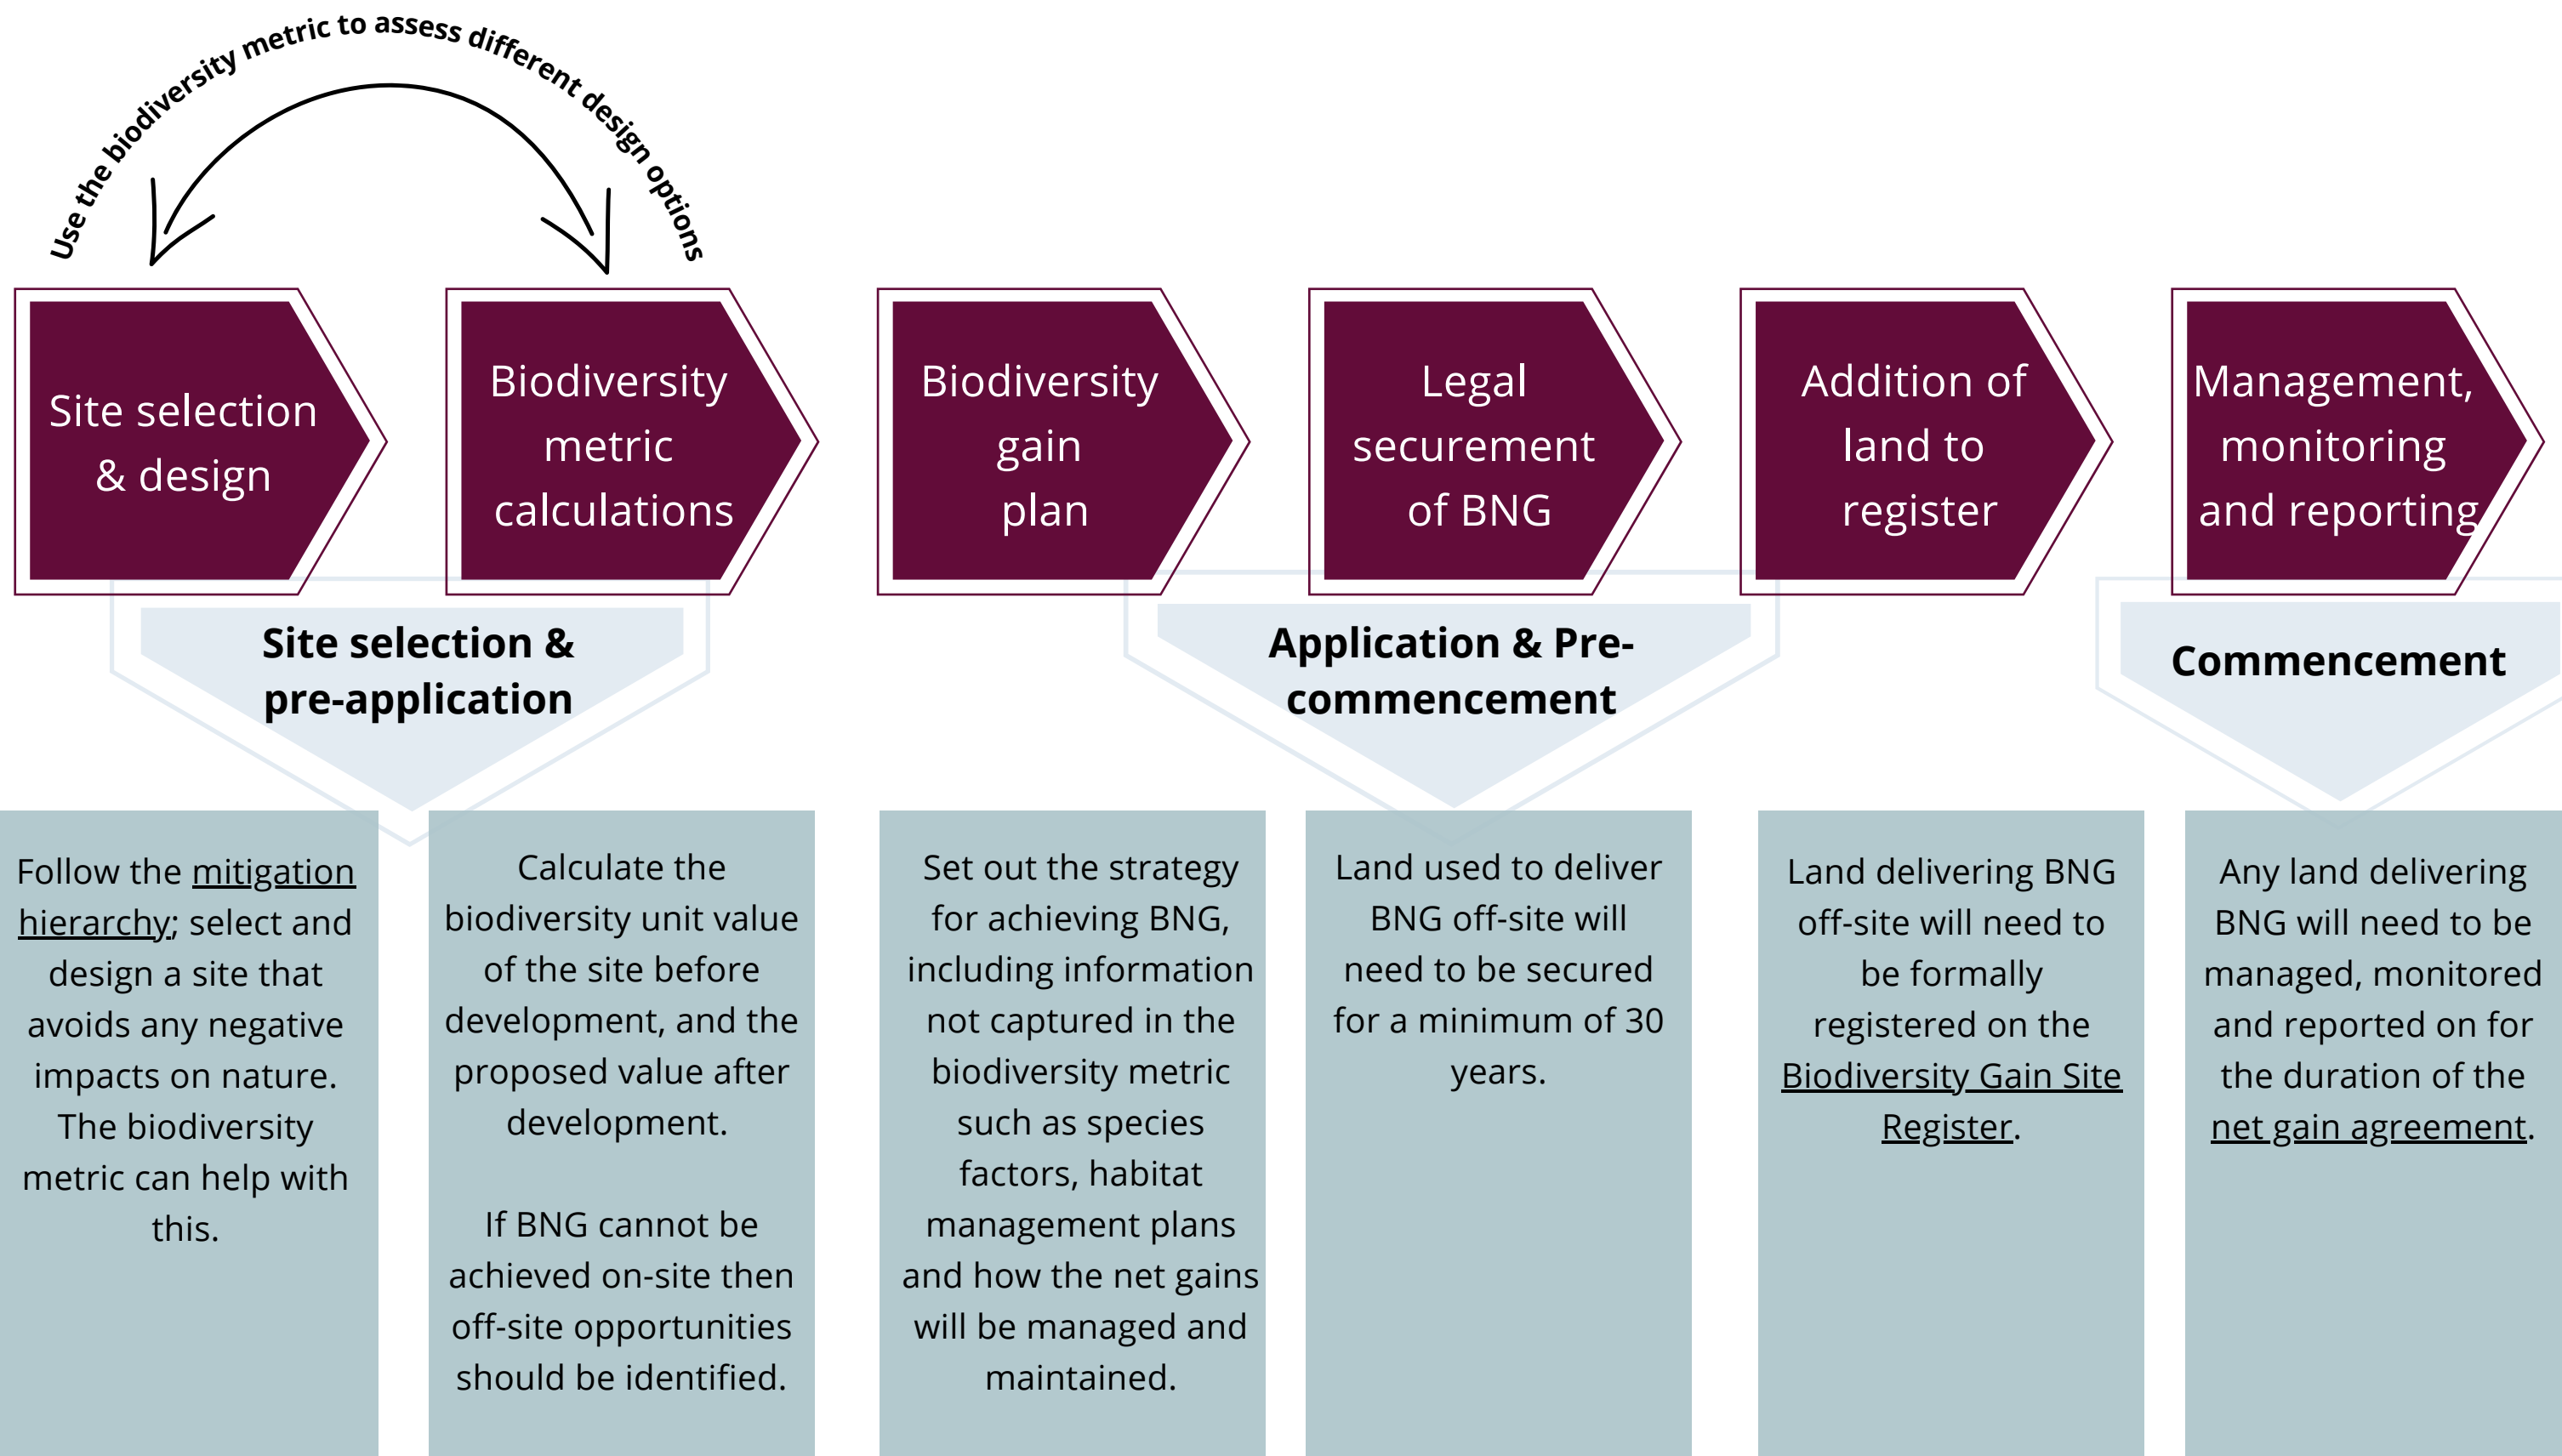 Use the biodiversity metric to assess different design options
Site selection
& design
Biodiversity
metric
calculations
Biodiversity
gain
plan
Legal
securement
of BNG
Addition of
land to
register
Management,
monitoring
and reporting
Site selection &
pre-application
Application & Pre-
commencement
Commencement
Follow the mitigation
hierarchy; select and
design a site that
avoids any negative
impacts on nature.
The biodiversity
metric can help with
this.
Calculate the
biodiversity unit value
of the site before
development, and the
proposed value after
development.
If BNG cannot be
achieved on-site then
off-site opportunities
should be identified.
Set out the strategy
for achieving BNG,
including information
not captured in the
biodiversity metric
such as species
factors, habitat
management plans
and how the net gains
will be managed and
maintained.
Land used to deliver
BNG off-site will
need to be secured
for a minimum of 30
years.
Land delivering BNG
off-site will need to
be formally
registered on the
Biodiversity Gain Site
Register.
Any land delivering
BNG will need to be
managed, monitored
and reported on for
the duration of the
net gain agreement.